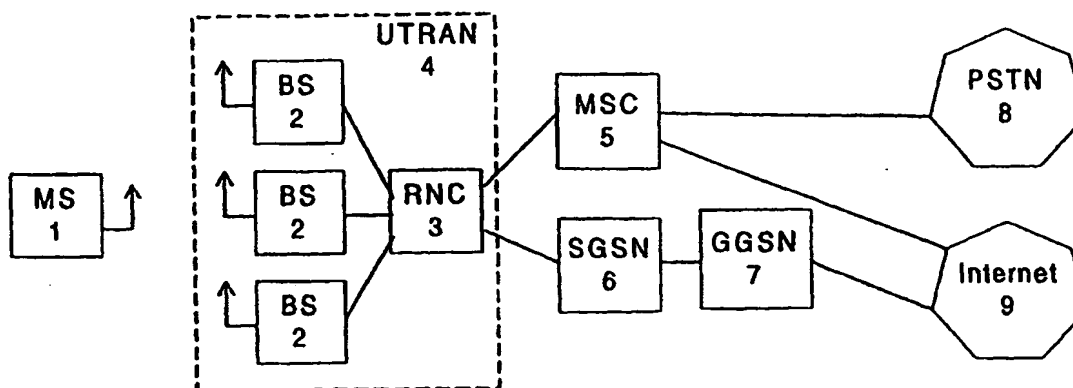 UTRAN
4
BS
2
BS
2
BS
2
MS
1
RNC
3
MSC
5
SGSN
6
GGSN
7
PSTN
8
Internet
9